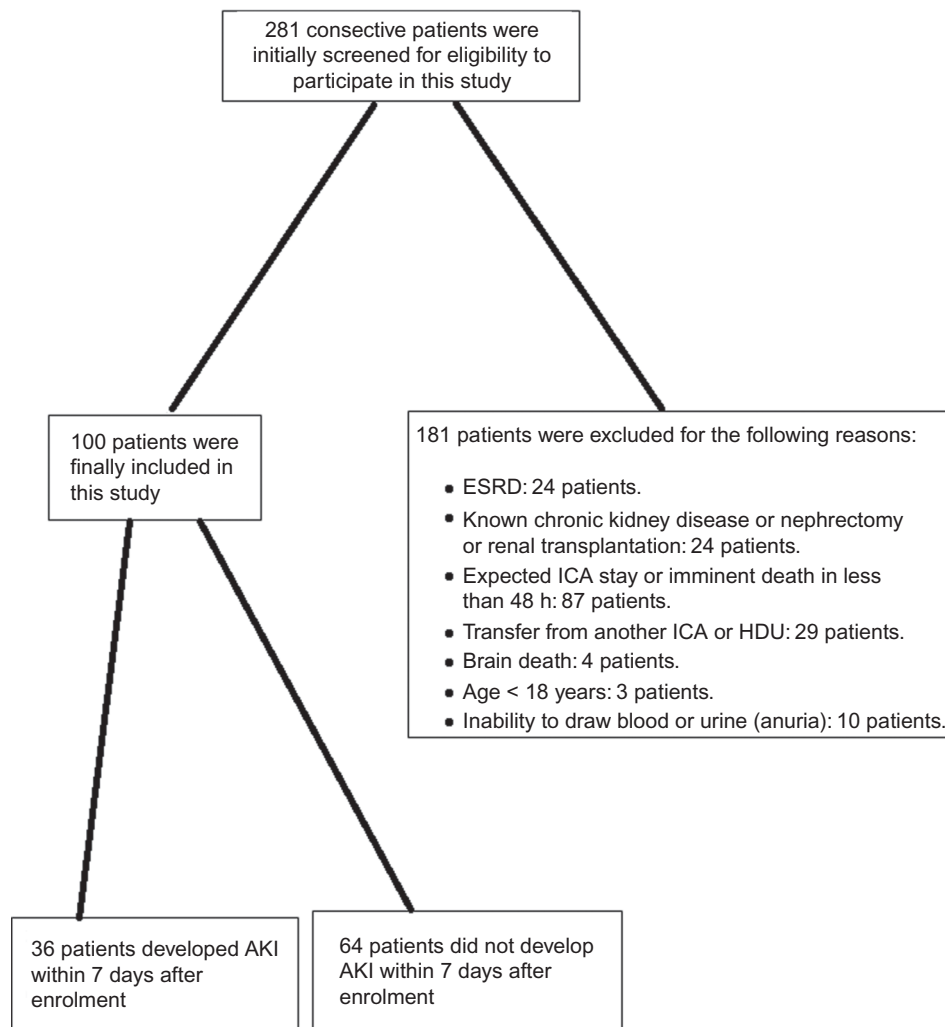 281 consective patients were
initially screened for eligibility to
participate in this study
100 patients were
finally included in
this study
181 patients were excluded for the following reasons:
• ESRD: 24 patients.
• Known chronic kidney disease or nephrectomy
or renal transplantation: 24 patients.
• Expected ICA stay or imminent death in less
than 48 h: 87 patients.
• Transfer from another ICA or HDU: 29 patients.
• Brain death: 4 patients.
• Age < 18 years: 3 patients.
• Inability to draw blood or urine (anuria): 10 patients.
36 patients developed AKI
within 7 days after
enrolment
64 patients did not develop
AKI within 7 days after
enrolment